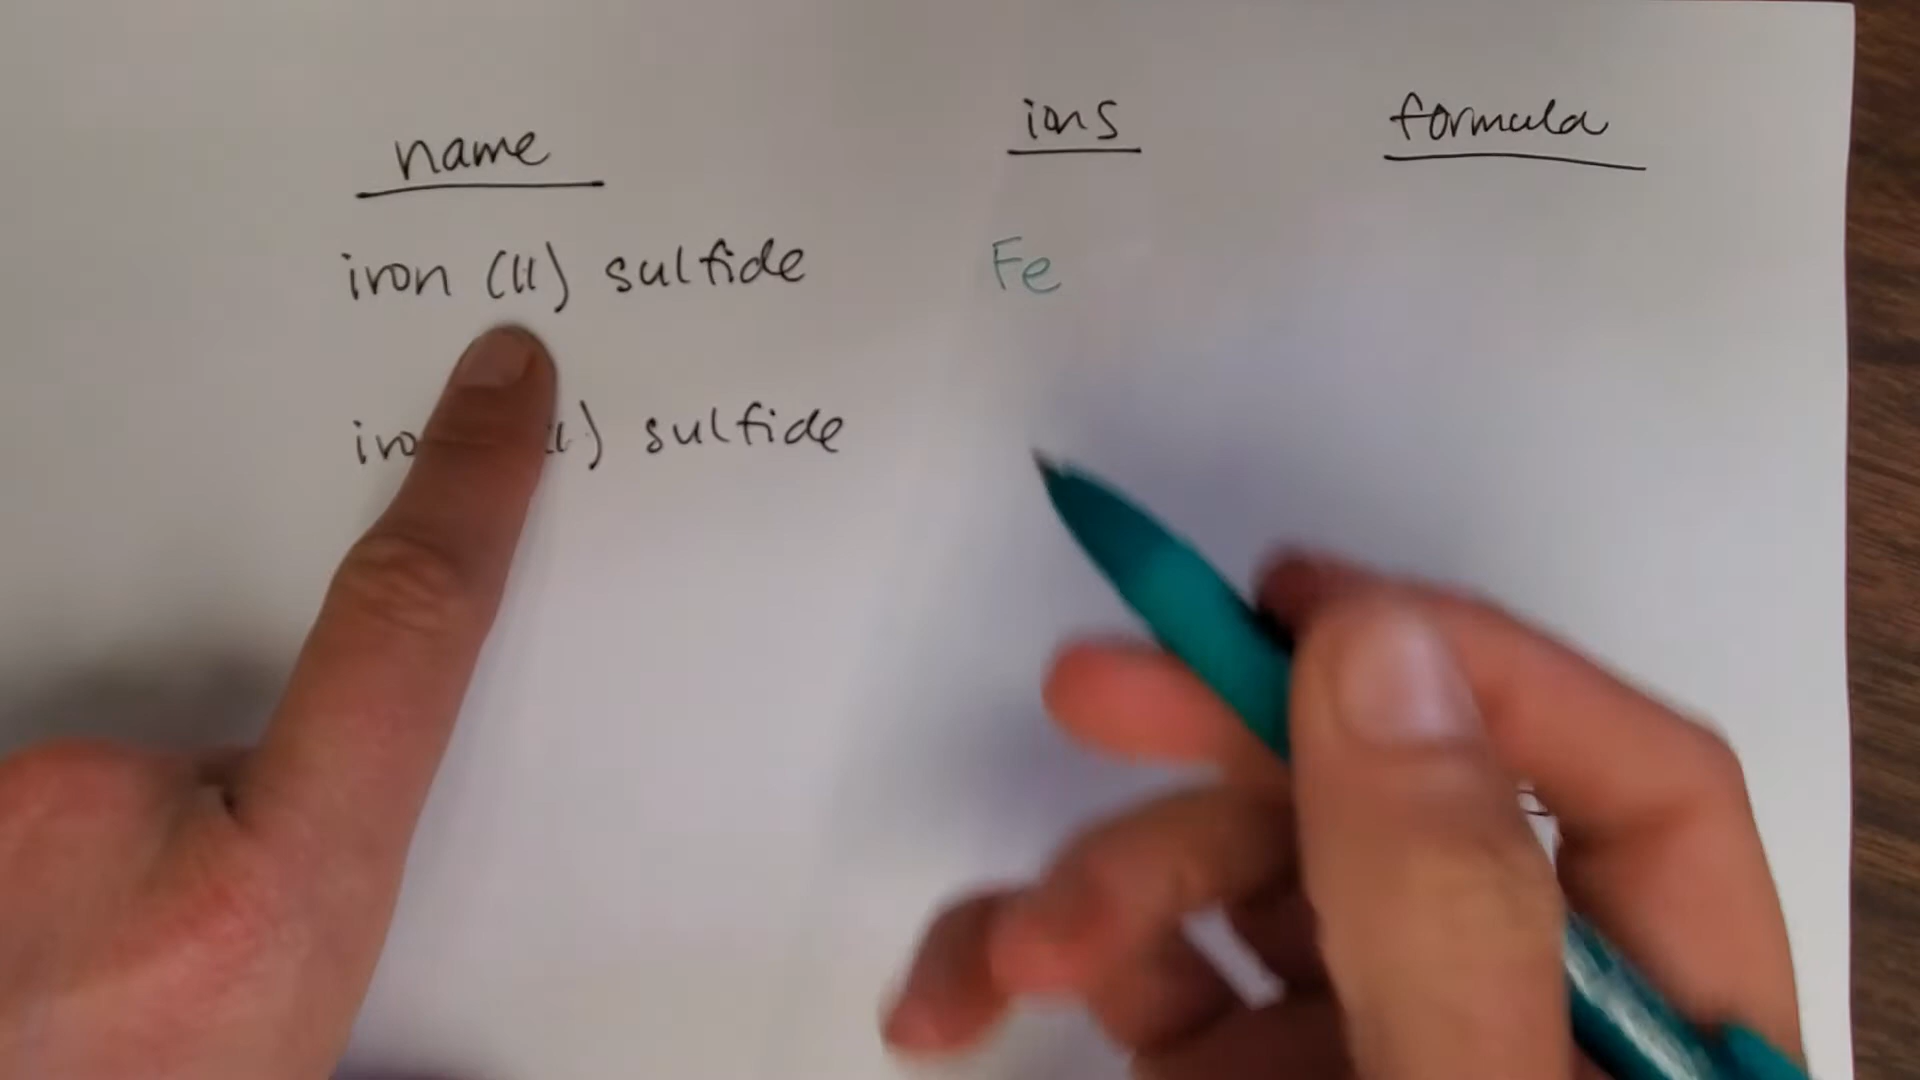 name ions formula
iron (II) sulfide Fe
sulfide